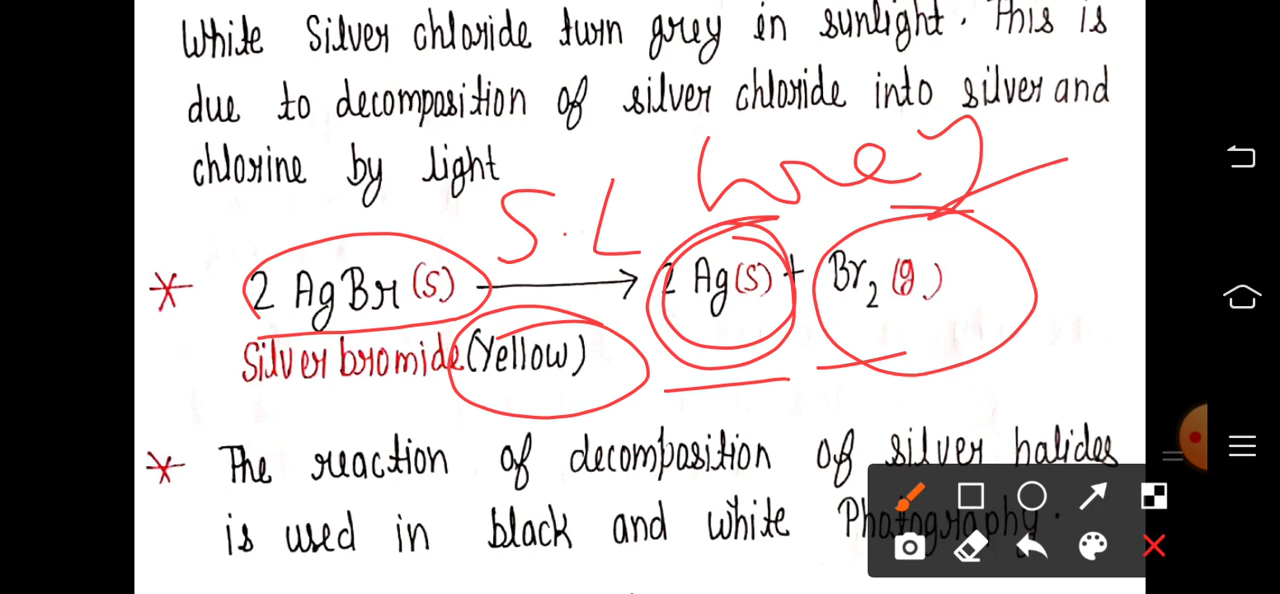 White Silver chloride turn grey in sunlight. This is
due to decomposition of silver chloride into silver and
chlorine by light
S.L Grey
* 2 AgBr(s) → 2 Ag(s) + Br2(g)
Silver bromide (Yellow)
* The reaction of decomposition of silver halides
is used in black and white Photography.